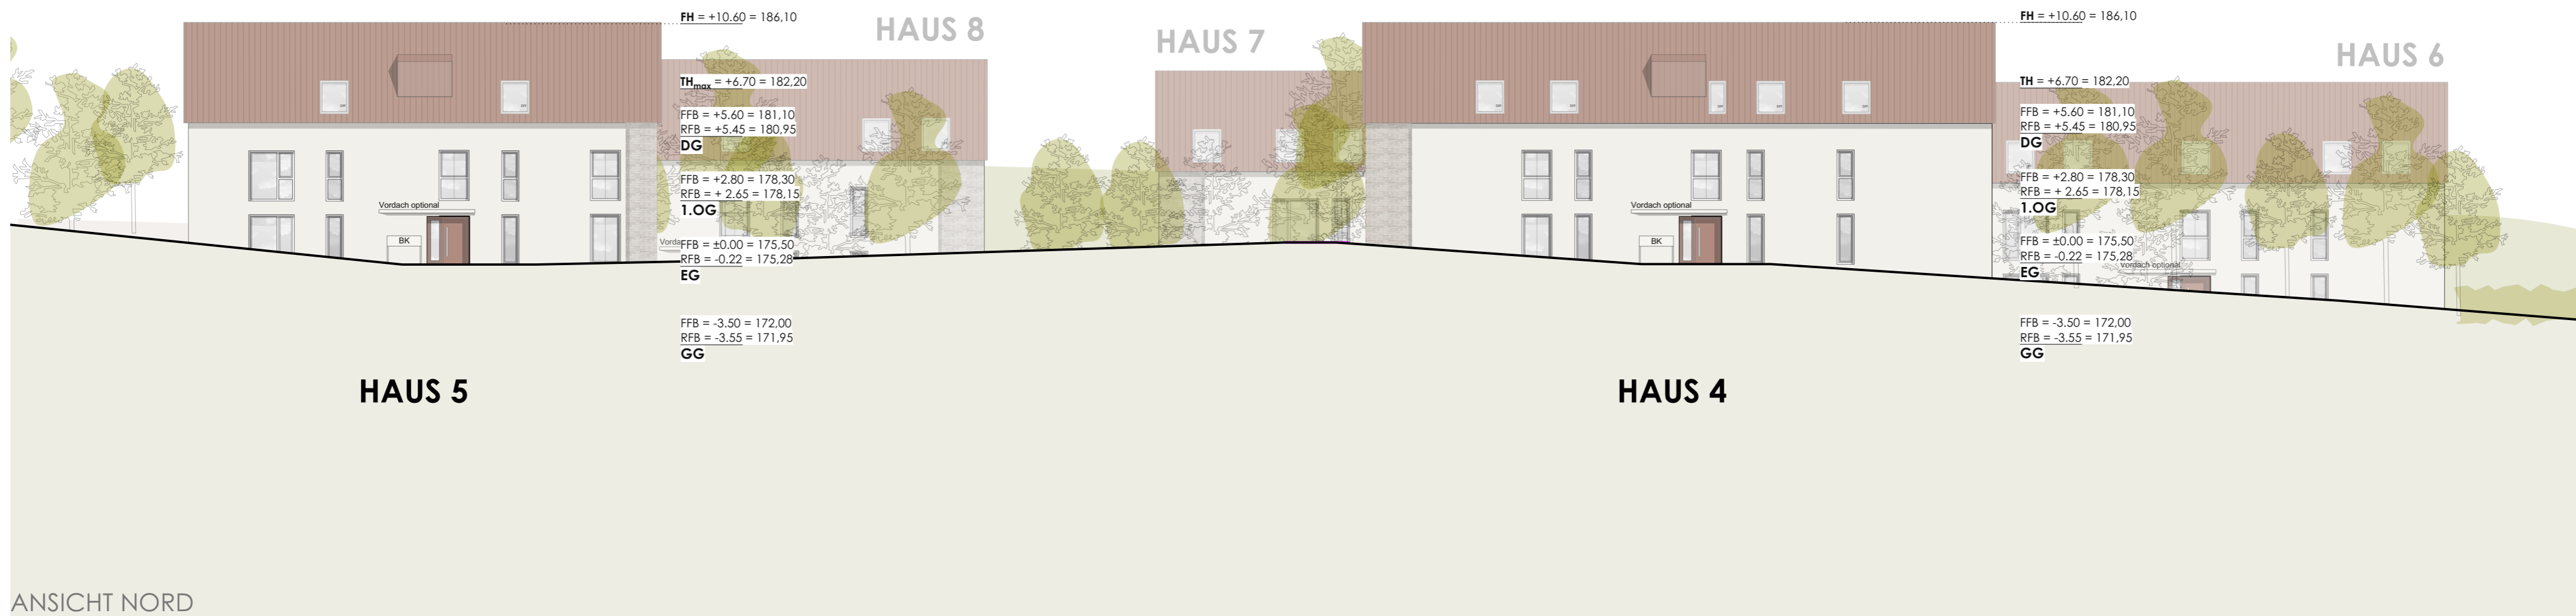 FH = +10.60 = 186,10
HAUS 8
HAUS 7
FH = +10.60 = 186,10
HAUS 6
THmax = +6.70 = 182,20
FFB = +5.60 = 181,10
RFB = +5.45 = 180,95
DG
FFB = +2.80 = 178,30
RFB = + 2.65 = 178,15
1.OG
FFB = ±0.00 = 175,50
RFB = -0.22 = 175,28
EG
FFB = -3.50 = 172,00
RFB = -3.55 = 171,95
GG
TH = +6.70 = 182,20
FFB = +5.60 = 181,10
RFB = +5.45 = 180,95
DG
FFB = +2.80 = 178,30
RFB = + 2.65 = 178,15
1.OG
FFB = ±0.00 = 175,50
RFB = -0.22 = 175,28
EG
FFB = -3.50 = 172,00
RFB = -3.55 = 171,95
GG
Vordach optional
BK
Vorda
Vordach optional
BK
Vordach optional
HAUS 5
HAUS 4
ANSICHT NORD